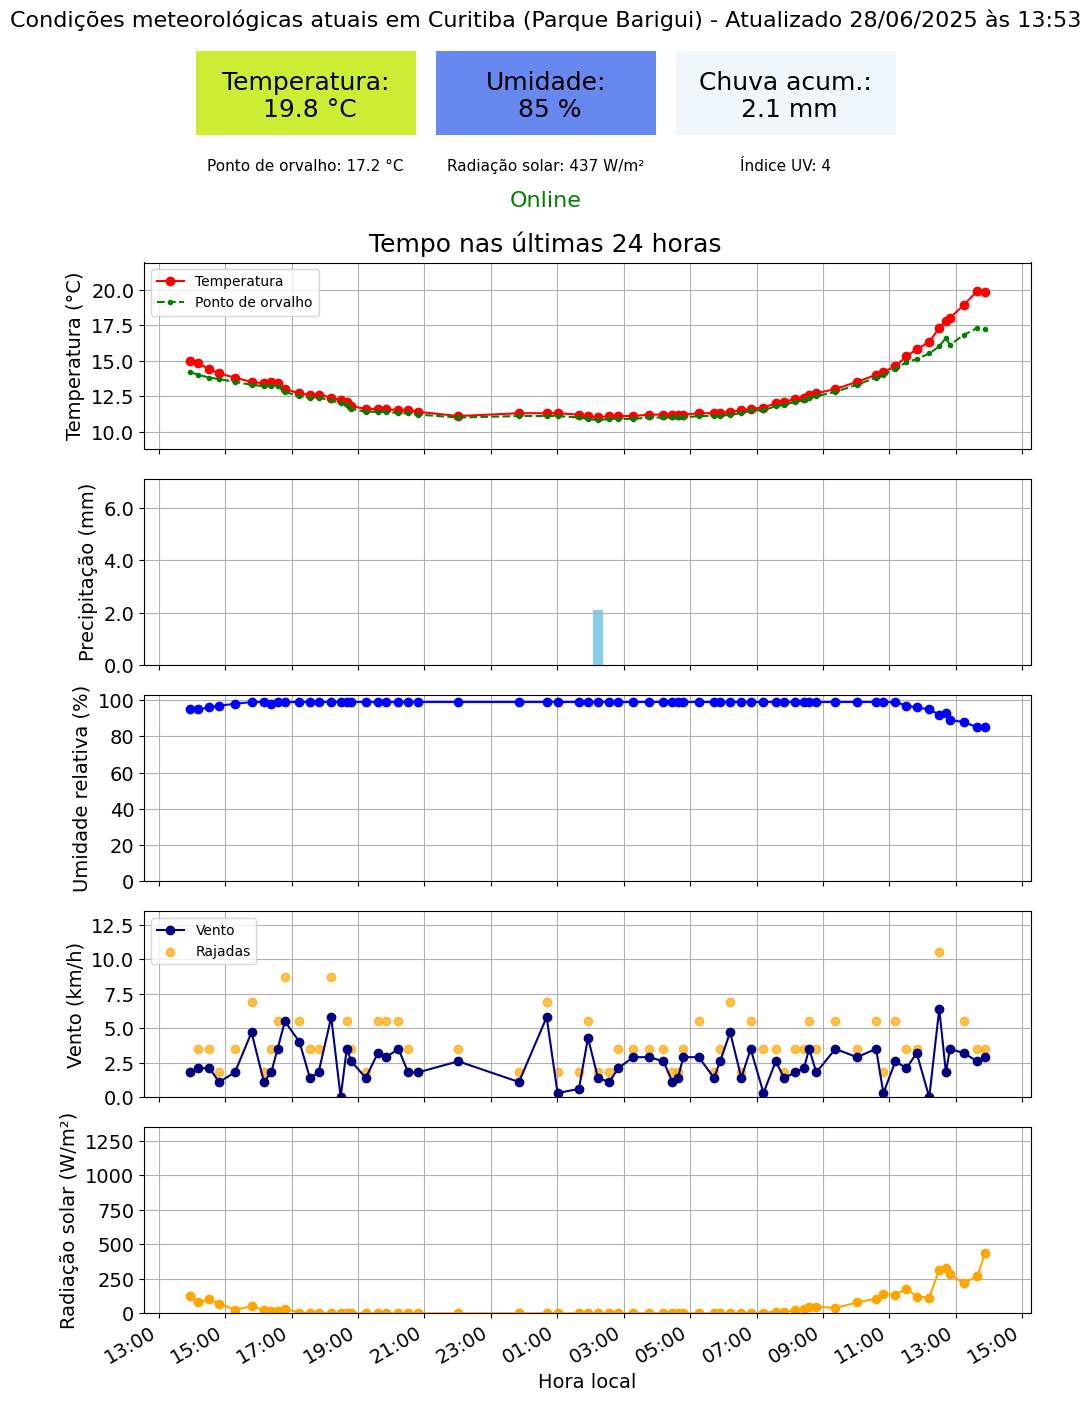 Condições meteorológicas atuais em Curitiba (Parque Barigui) - Atualizado 28/06/2025 às 13:53
Temperatura:
19.8 °C
Umidade:
85 %
Chuva acum.:
2.1 mm
Ponto de orvalho: 17.2 °C
Radiação solar: 437 W/m²
Índice UV: 4
Online
Tempo nas últimas 24 horas
Temperatura (°C)
20.0
17.5
15.0
12.5
10.0
Temperatura
Ponto de orvalho
Precipitação (mm)
6.0
4.0
2.0
0.0
Umidade relativa (%)
100
80
60
40
20
0
Vento (km/h)
12.5
10.0
7.5
5.0
2.5
0.0
Vento
Rajadas
Radiação solar (W/m²)
1250
1000
750
500
250
0
13:00
15:00
17:00
19:00
21:00
23:00
01:00
03:00
05:00
07:00
09:00
11:00
13:00
15:00
Hora local